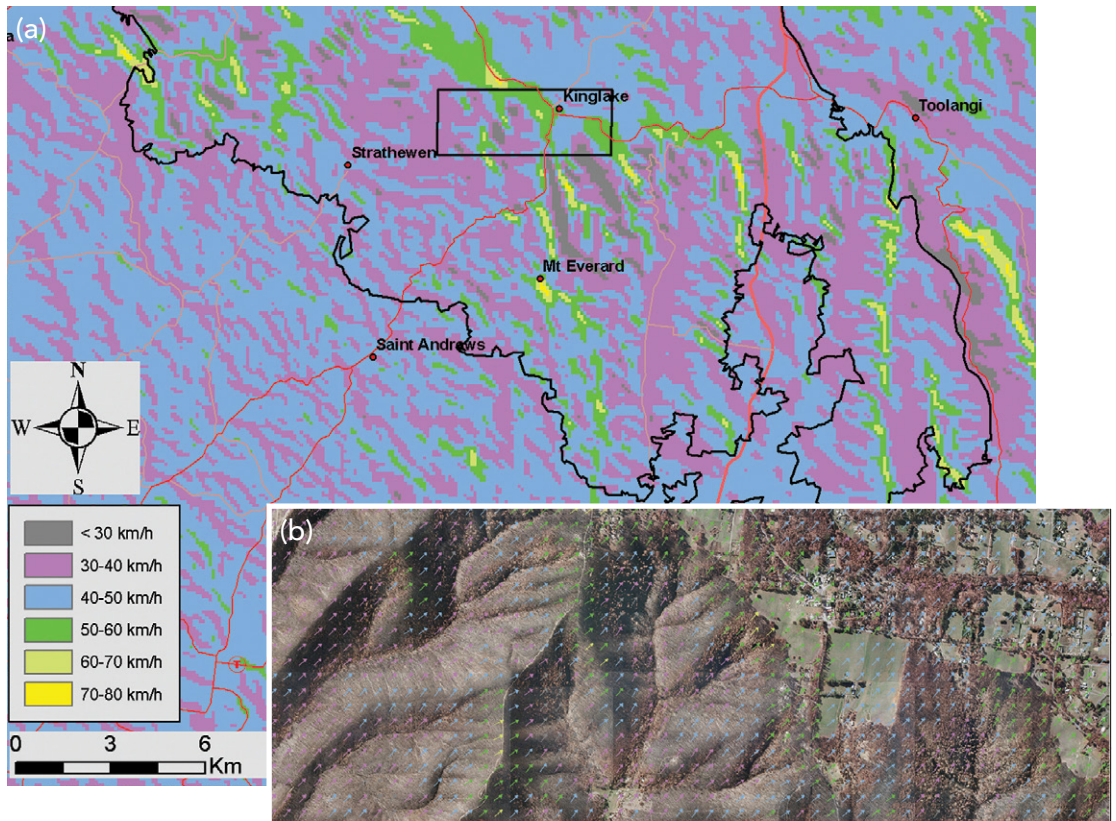 (a)
a
Kinglake
Toolangi
Strathewen
Mt Everard
Saint Andrews
N
W E
S
< 30 km/h
30-40 km/h
40-50 km/h
50-60 km/h
60-70 km/h
70-80 km/h
0 3 6
Km
(b)